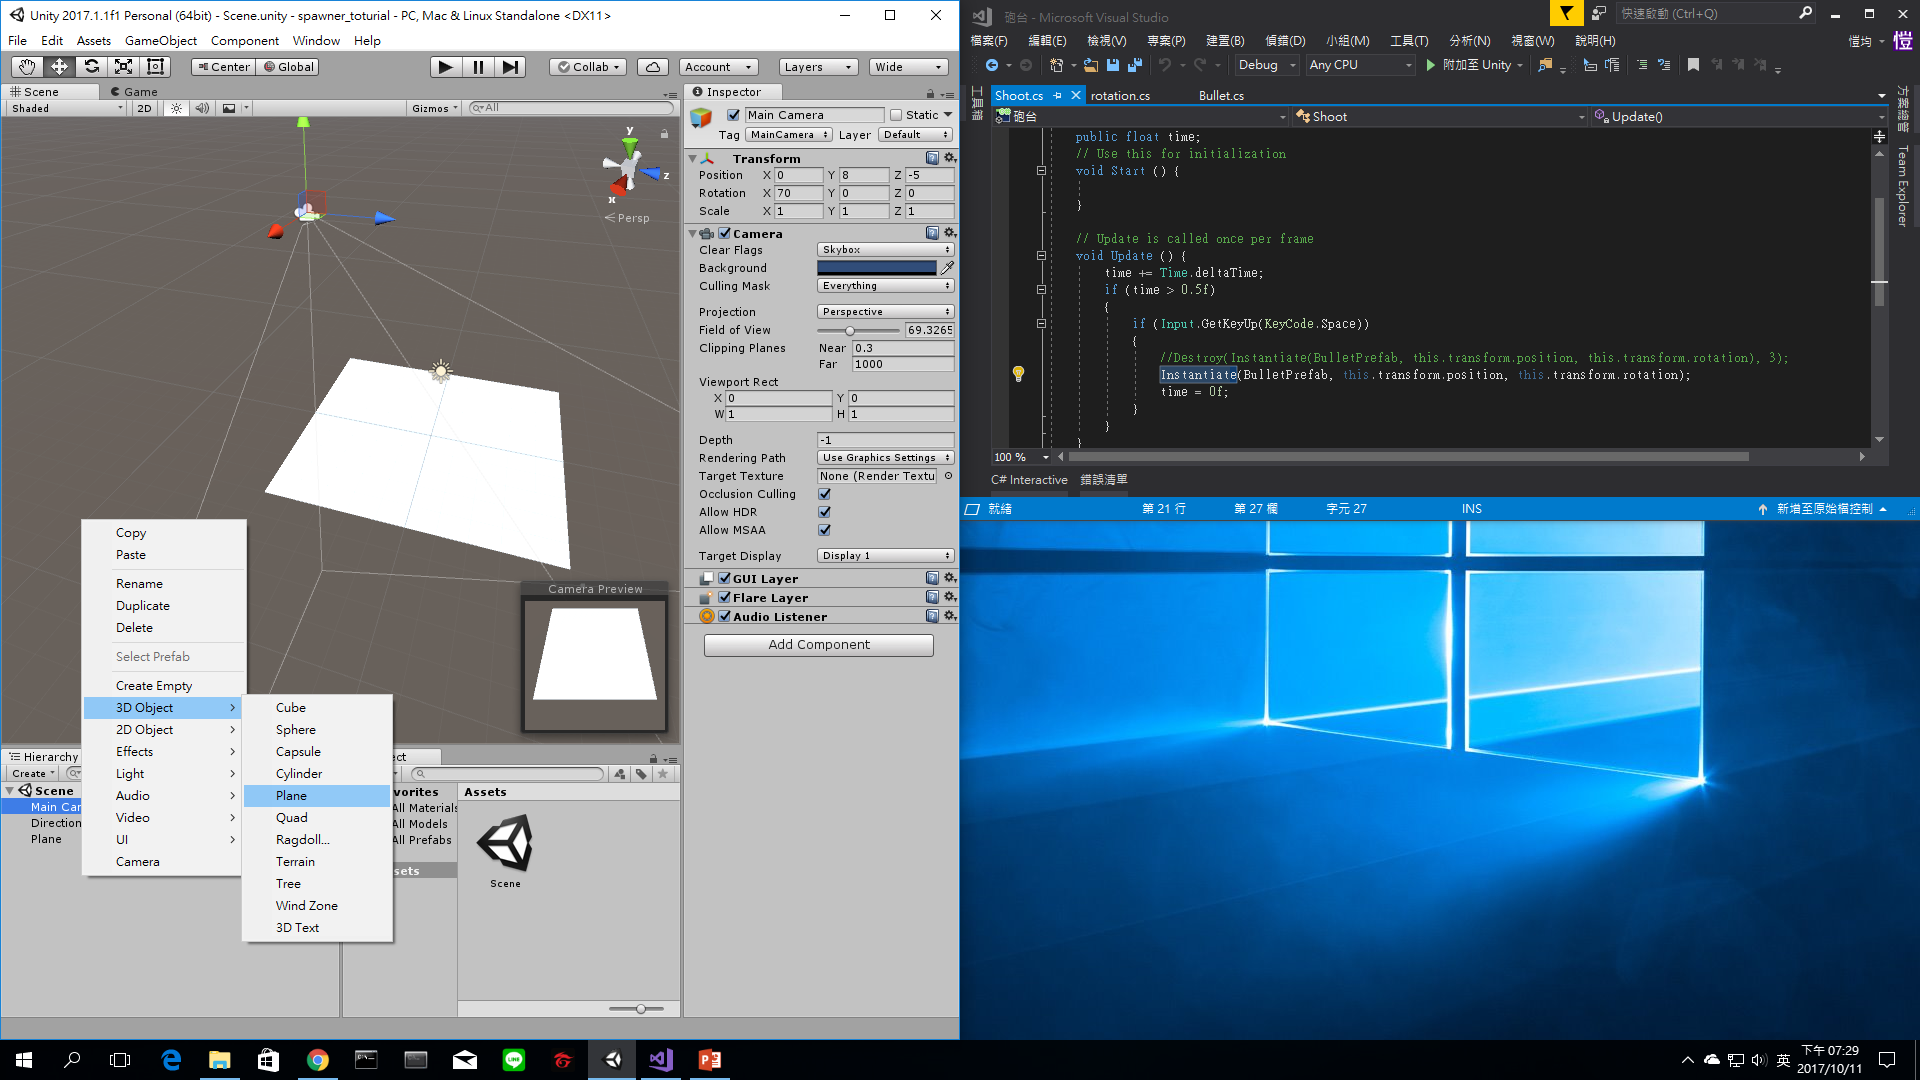 Unity 2017.1.1f1 Personal (64bit) - Scene.unity - spawner_toturial - PC, Mac & Linux Standalone <DX11>
File Edit Assets GameObject Component Window Help
Center Global Collab Account Layers Wide
Scene Game
Shaded 2D Gizmos All
y
z
x
Persp
Camera Preview
Inspector
Main Camera Static
Tag MainCamera Layer Default
Transform
Position X 0 Y 8 Z -5
Rotation X 70 Y 0 Z 0
Scale X 1 Y 1 Z 1
Camera
Clear Flags Skybox
Background
Culling Mask Everything
Projection Perspective
Field of View 69.3265
Clipping Planes Near 0.3
Far 1000
Viewport Rect
X 0 Y 0
W 1 H 1
Depth -1
Rendering Path Use Graphics Settings
Target Texture None (Render Textu
Occlusion Culling
Allow HDR
Allow MSAA
Target Display Display 1
GUI Layer
Flare Layer
Audio Listener
Add Component
Copy
Paste
Rename
Duplicate
Delete
Select Prefab
Create Empty
3D Object
2D Object
Effects
Light
Audio
Video
UI
Camera
Cube
Sphere
Capsule
Cylinder
Plane
Quad
Ragdoll...
Terrain
Tree
Wind Zone
3D Text
Hierarchy
Create
Scene
Main Car
Direction
Plane
ect
vorites
All Materials
All Models
All Prefabs
sets
Assets
Scene
砲台 - Microsoft Visual Studio
快速啟動 (Ctrl+Q)
檔案(F) 編輯(E) 檢視(V) 專案(P) 建置(B) 偵錯(D) 小組(M) 工具(T) 分析(N) 視窗(W) 說明(H)
愷均 愷
Debug Any CPU 附加至 Unity
工具箱
Shoot.cs rotation.cs Bullet.cs
砲台 Shoot Update()
public float time;
// Use this for initialization
void Start () {
}
// Update is called once per frame
void Update () {
time += Time.deltaTime;
if (time > 0.5f)
{
if (Input.GetKeyUp(KeyCode.Space))
{
//Destroy(Instantiate(BulletPrefab, this.transform.position, this.transform.rotation), 3);
Instantiate(BulletPrefab, this.transform.position, this.transform.rotation);
time = 0f;
}
}
}
100 %
C# Interactive 錯誤清單
就緒 第 21 行 第 27 欄 字元 27 INS 新增至原始檔控制
方案總管
Team Explorer
英
下午 07:29
2017/10/11